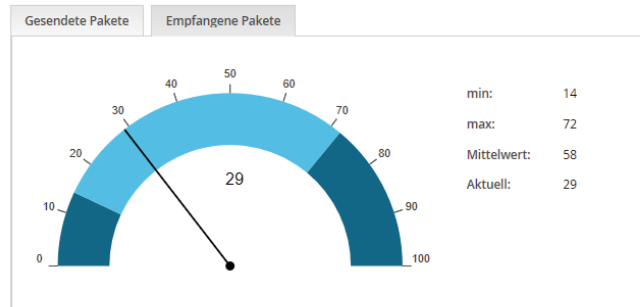 Gesendete Pakete Empfangene Pakete
0
10
20
30
40
50
60
70
80
90
100
29
min: 14
max: 72
Mittelwert: 58
Aktuell: 29